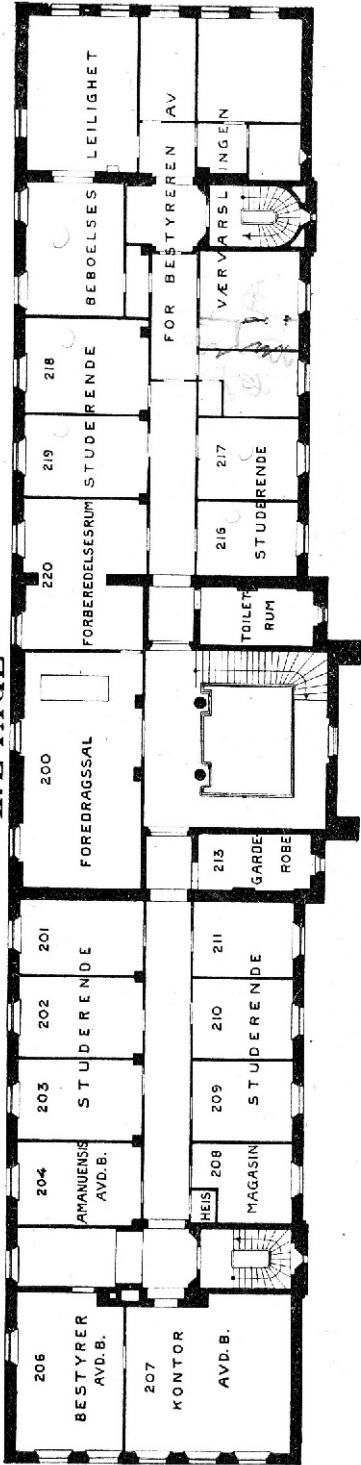 206
BESTYRER
AVD. B.
207
KONTOR
AVD. B.
204
AMANUENSIS
AVD. B.
203
202
201
STUDERENDE
HEIS
208
MAGASIN
209
210
211
STUDERENDE
200
FOREDRAGSSAL
213
GARDE-
ROBE
TOILET-
RUM
220
FORBEREDELSESRUM
219
218
STUDERENDE
216
217
STUDERENDE
BEBOELSES LEILIGHET
FOR BESTYREREN AV
VÆRVARSLINGEN